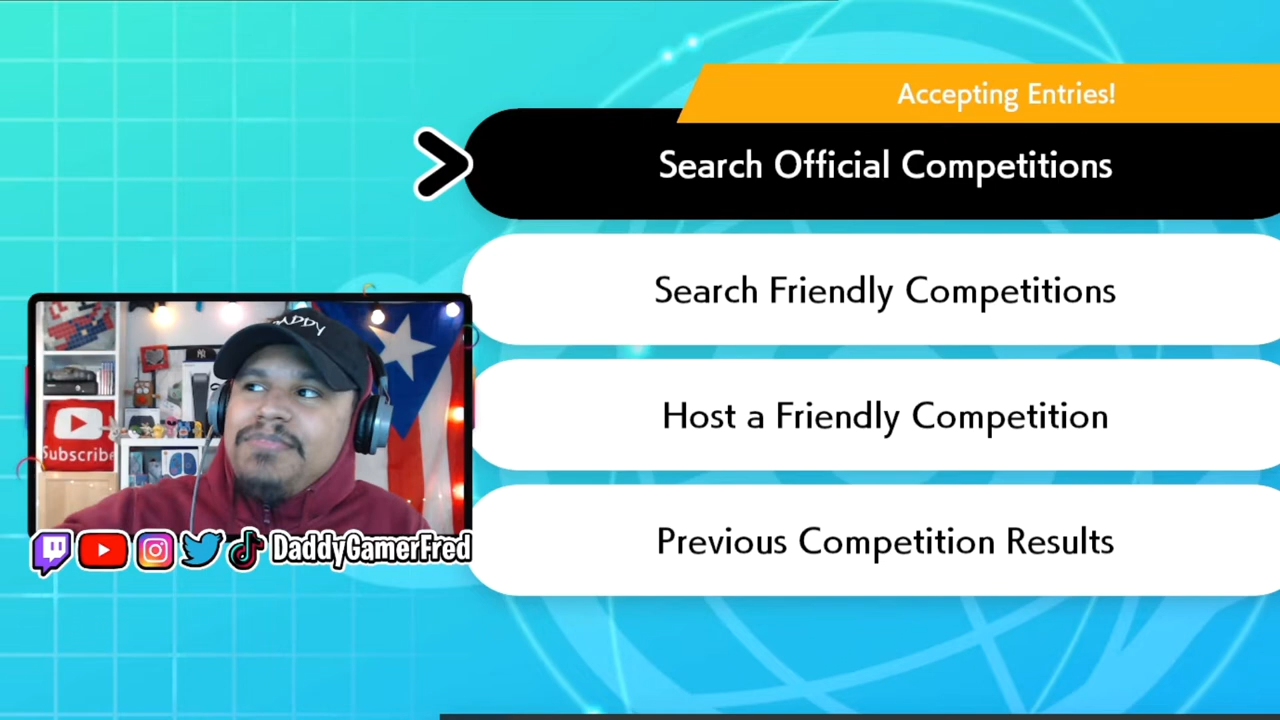 Accepting Entries!
Search Official Competitions
Search Friendly Competitions
Host a Friendly Competition
Previous Competition Results
DADDY
Subscribe
DaddyGamerFred